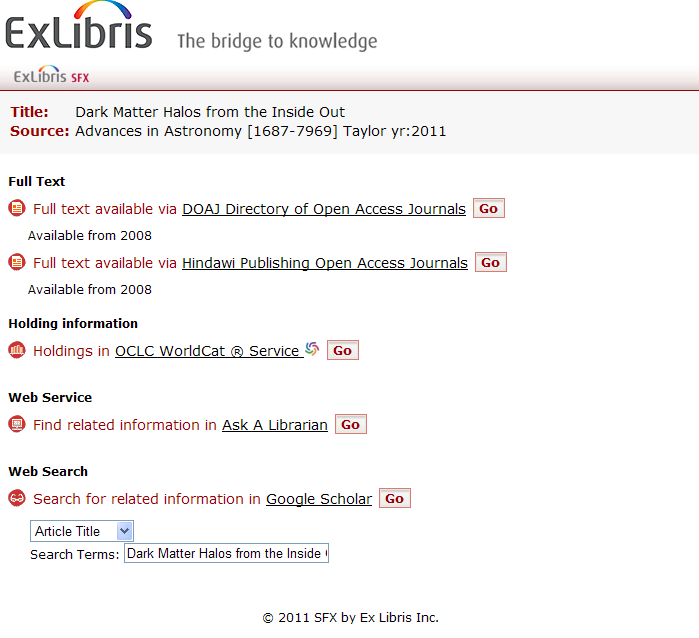 ExLibris The bridge to knowledge
ExLibris SFX
Title: Dark Matter Halos from the Inside Out
Source: Advances in Astronomy [1687-7969] Taylor yr:2011
Full Text
Full text available via DOAJ Directory of Open Access Journals Go
Available from 2008
Full text available via Hindawi Publishing Open Access Journals Go
Available from 2008
Holding information
Holdings in OCLC WorldCat ® Service Go
Web Service
Find related information in Ask A Librarian Go
Web Search
Search for related information in Google Scholar Go
Article Title
Search Terms: Dark Matter Halos from the Inside
© 2011 SFX by Ex Libris Inc.